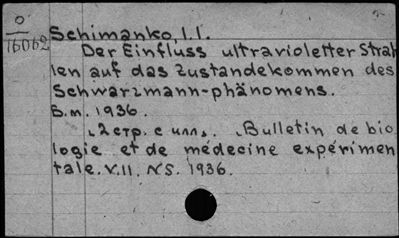 О
16062
Schimanko, I. I.
Der Einfluss ultravioletter Strah
len auf das Zustandekommen des
Schwarzmann-phänomens.
Б.м. 1936.
, 2 стр. с илл, . , Bulletin de bio
logie et de médecine expérimen
tale. V. II. №5. 1936.